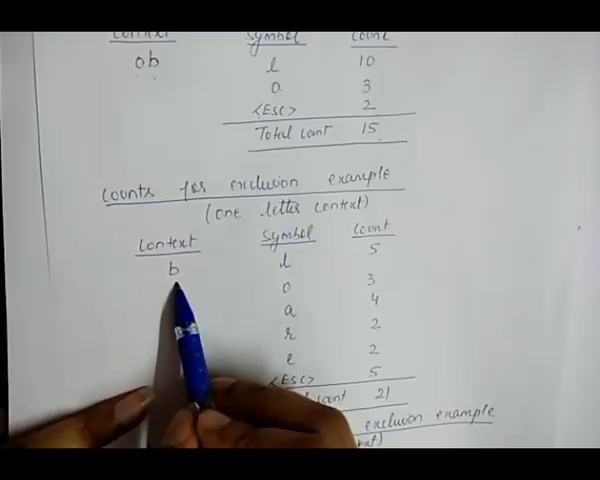 Context Symbol Count
ob l 10
o 3
<Esc> 2
Total Count 15
Counts for exclusion example
(one letter context)
Context Symbol Count
b l 5
o 3
a 4
r 2
e 2
<Esc> 5
count 21
exclusion example